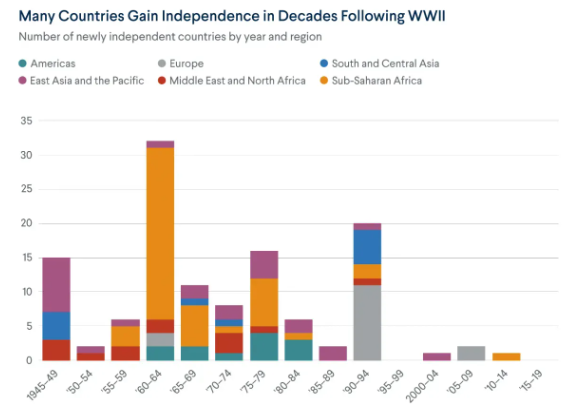 Many Countries Gain Independence in Decades Following WWII
Number of newly independent countries by year and region
Americas Europe South and Central Asia
East Asia and the Pacific Middle East and North Africa Sub-Saharan Africa
35
30
25
20
15
10
5
0
1945–49 '50–54 '55–59 '60–64 '65–69 '70–74 '75–79 '80–84 '85–89 '90–94 '95–99 2000–04 '05–09 '10–14 '15–19